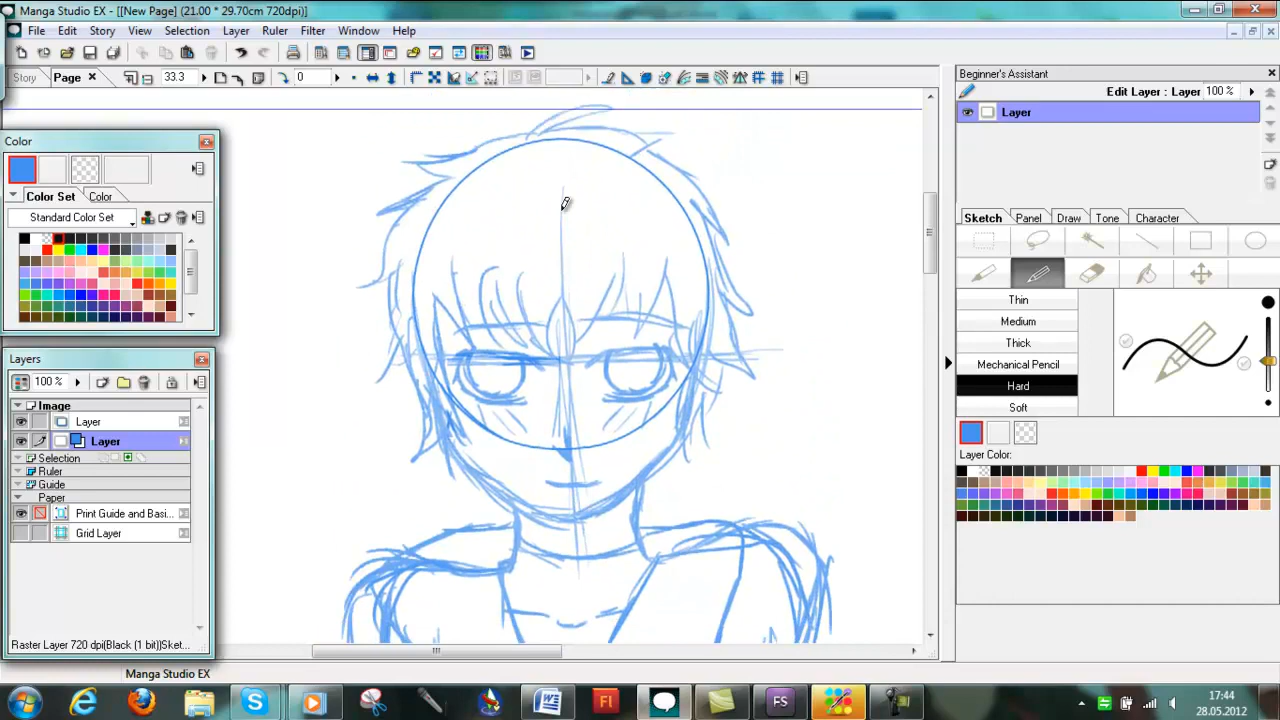 Manga Studio EX - [[New Page] (21.00 * 29.70cm 720dpi)]
File Edit Story View Selection Layer Ruler Filter Window Help
Story Page 33.3 0
Beginner's Assistant
Edit Layer : Layer 100 %
Layer
Color
Color Set Color
Standard Color Set
Sketch Panel Draw Tone Character
Thin
Medium
Thick
Mechanical Pencil
Hard
Soft
Layer Color:
Layers
100 %
Image
Layer
Layer
Selection
Ruler
Guide
Paper
Print Guide and Basi...
Grid Layer
Raster Layer 720 dpi(Black (1 bit))Sket...
Manga Studio EX
W Fl FS
17:44
28.05.2012